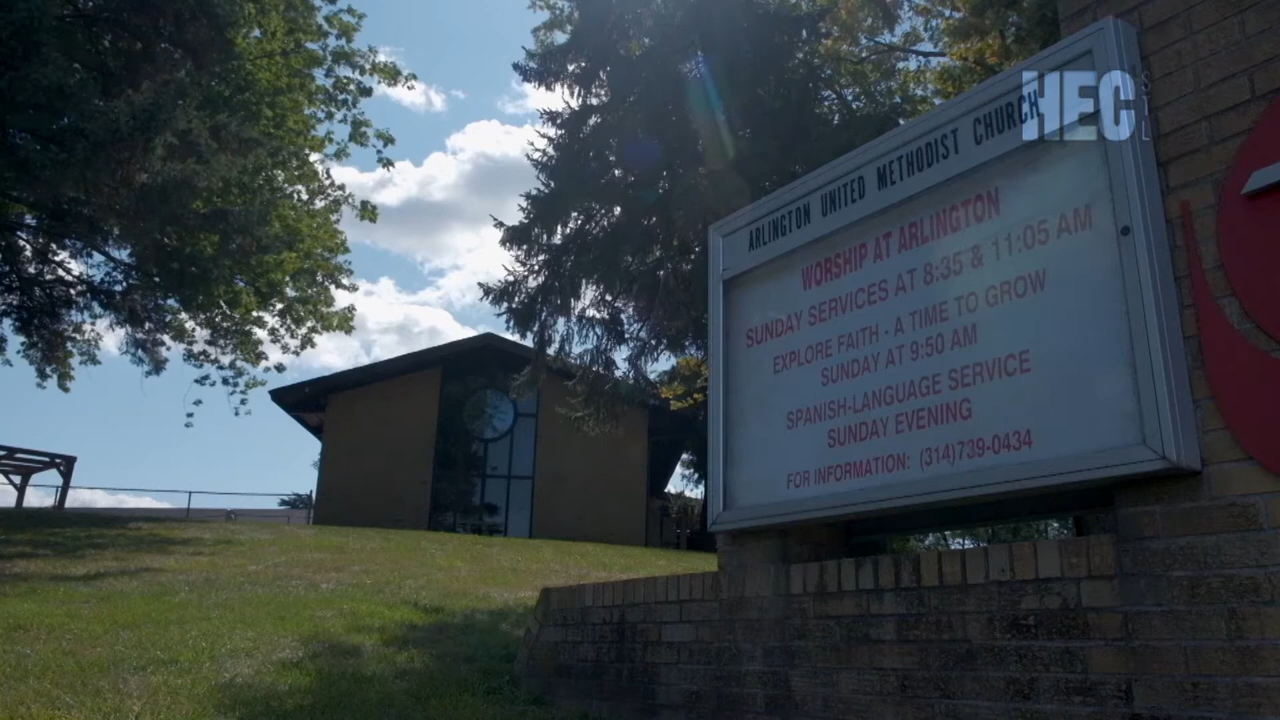 HEC
ARLINGTON UNITED METHODIST CHURCH
WORSHIP AT ARLINGTON
SUNDAY SERVICES AT 8:35 & 11:05 AM
EXPLORE FAITH - A TIME TO GROW
SUNDAY AT 9:50 AM
SPANISH-LANGUAGE SERVICE
SUNDAY EVENING
FOR INFORMATION: (314)739-0434